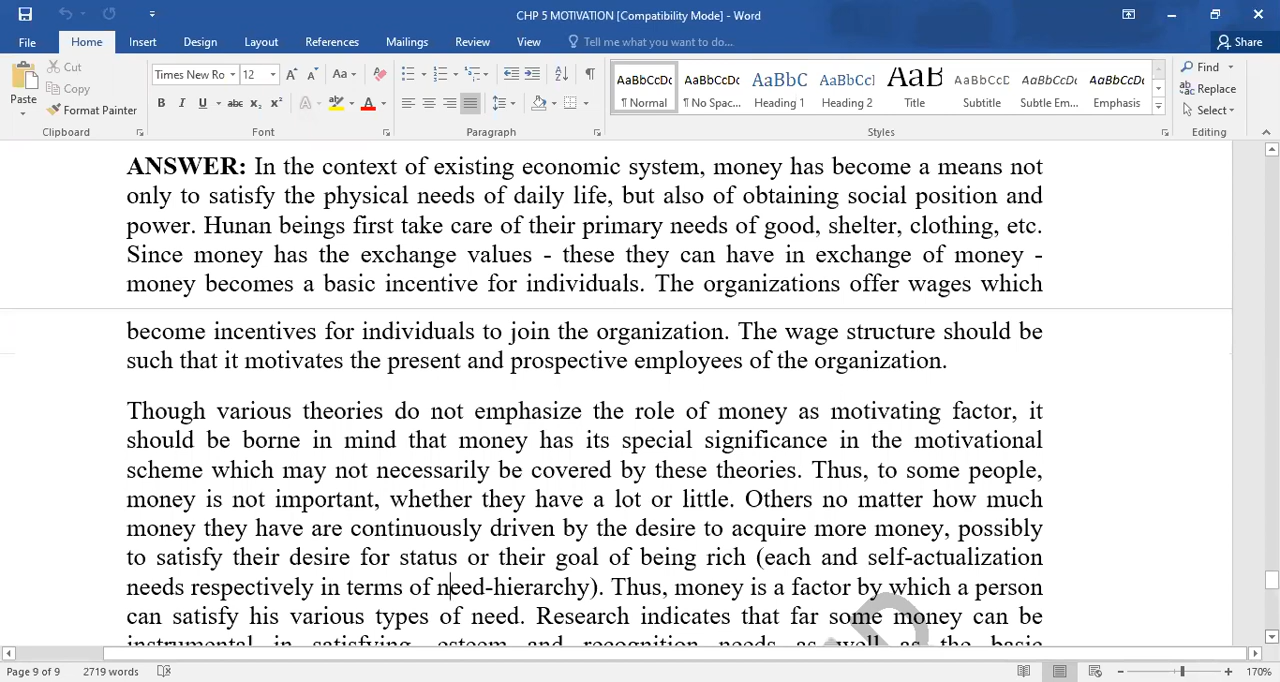 CHP 5 MOTIVATION [Compatibility Mode] - Word
File Home Insert Design Layout References Mailings Review View Tell me what you want to do... Share
Paste Cut Copy Format Painter
Clipboard
Times New Ro 12
Font
Paragraph
AaBbCcDc AaBbCcDc AaBbC AaBbCcI AaB AaBbCcD AaBbCcDc AaBbCcDc
¶ Normal ¶ No Spac... Heading 1 Heading 2 Title Subtitle Subtle Em... Emphasis
Styles
Find
Replace
Select
Editing
ANSWER: In the context of existing economic system, money has become a means not
only to satisfy the physical needs of daily life, but also of obtaining social position and
power. Hunan beings first take care of their primary needs of good, shelter, clothing, etc.
Since money has the exchange values - these they can have in exchange of money -
money becomes a basic incentive for individuals. The organizations offer wages which
become incentives for individuals to join the organization. The wage structure should be
such that it motivates the present and prospective employees of the organization.
Though various theories do not emphasize the role of money as motivating factor, it
should be borne in mind that money has its special significance in the motivational
scheme which may not necessarily be covered by these theories. Thus, to some people,
money is not important, whether they have a lot or little. Others no matter how much
money they have are continuously driven by the desire to acquire more money, possibly
to satisfy their desire for status or their goal of being rich (each and self-actualization
needs respectively in terms of need-hierarchy). Thus, money is a factor by which a person
can satisfy his various types of need. Research indicates that far some money can be
instrumental in satisfying esteem and recognition needs as well as the basic
Page 9 of 9 2719 words 170%